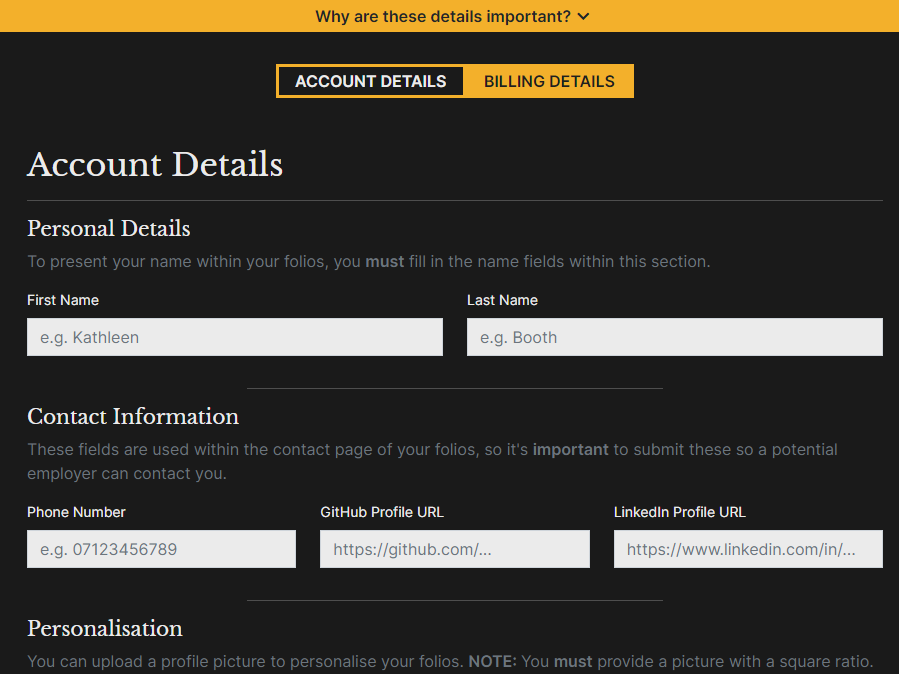 Why are these details important?
ACCOUNT DETAILS BILLING DETAILS
Account Details
Personal Details
To present your name within your folios, you must fill in the name fields within this section.
First Name Last Name
e.g. Kathleen e.g. Booth
Contact Information
These fields are used within the contact page of your folios, so it's important to submit these so a potential
employer can contact you.
Phone Number GitHub Profile URL LinkedIn Profile URL
e.g. 07123456789 https://github.com/... https://www.linkedin.com/in/...
Personalisation
You can upload a profile picture to personalise your folios. NOTE: You must provide a picture with a square ratio.